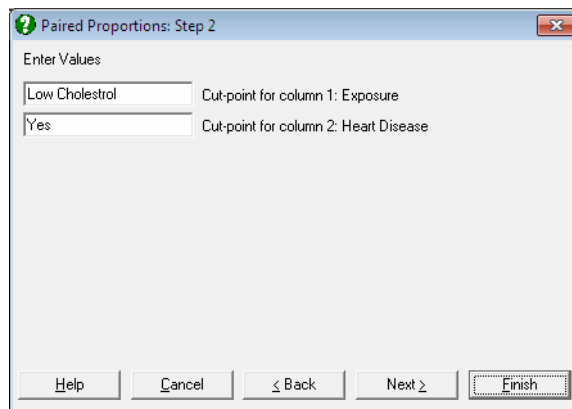 Paired Proportions: Step 2
Enter Values
Low Cholestrol Cut-point for column 1: Exposure
Yes Cut-point for column 2: Heart Disease
Help Cancel < Back Next > Finish